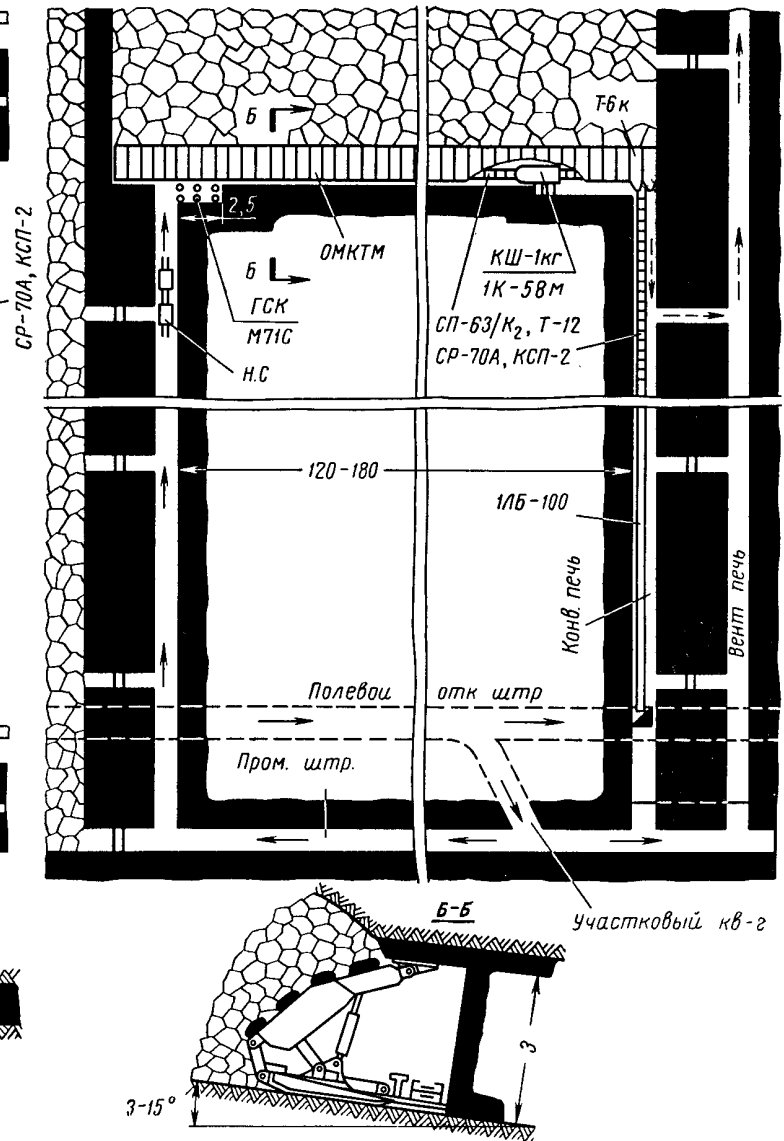 Б
Т-6к
2,5
ОМКТМ
СР-70А, КСП-2
Б
ГСК
М71С
КШ-1кг
1К-58М
СП-63/К₂, Т-12
СР-70А, КСП-2
Н.С
120-180
1ЛБ-100
Конв. печь
Вент печь
Полевой отк штр
Пром. штр.
Участковый кв-г
Б-Б
3
3-15°